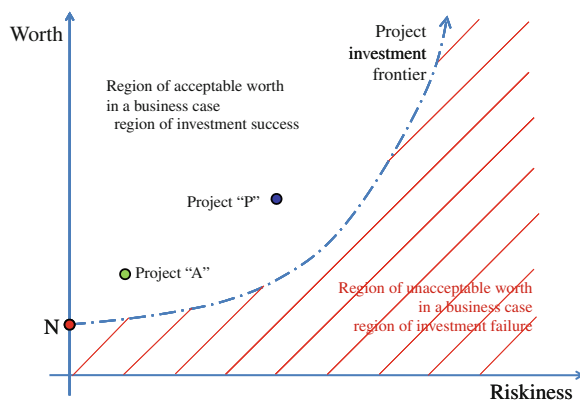 Worth
Project
investment
frontier
Region of acceptable worth
in a business case
region of investment success
Project “P”
Project “A”
N
Region of unacceptable worth
in a business case
region of investment failure
Riskiness